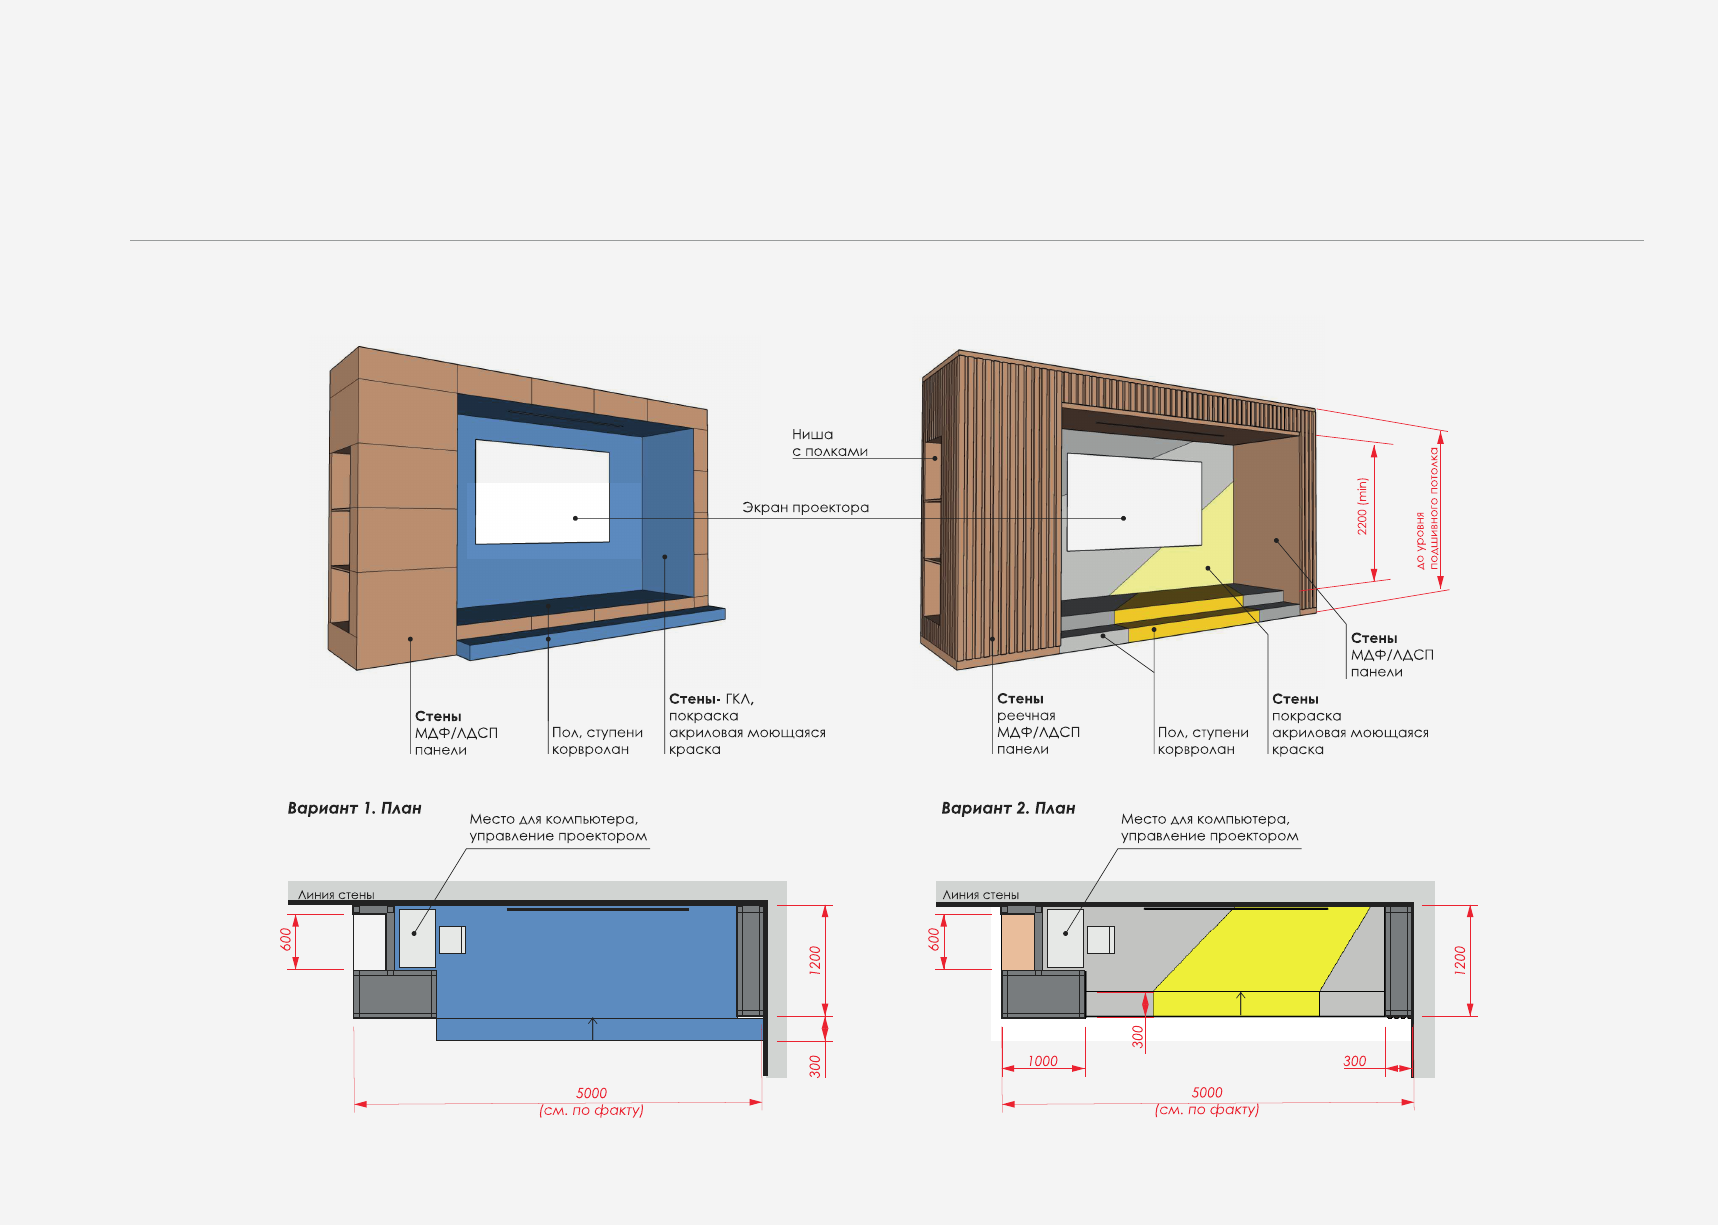 Ниша
с полками
Экран проектора
2200 (min)
до уровня
подшивного потолка
Стены
МДФ/ЛДСП
панели
Стены
МДФ/ЛДСП
панели
Пол, ступени
корвролан
Стены- ГКЛ,
покраска
акриловая моющаяся
краска
Стены
реечная
МДФ/ЛДСП
панели
Пол, ступени
корвролан
Стены
покраска
акриловая моющаяся
краска
Вариант 1. План
Место для компьютера,
управление проектором
Линия стены
600
1200
300
5000
(см. по факту)
Вариант 2. План
Место для компьютера,
управление проектором
Линия стены
600
1200
300
1000
300
5000
(см. по факту)